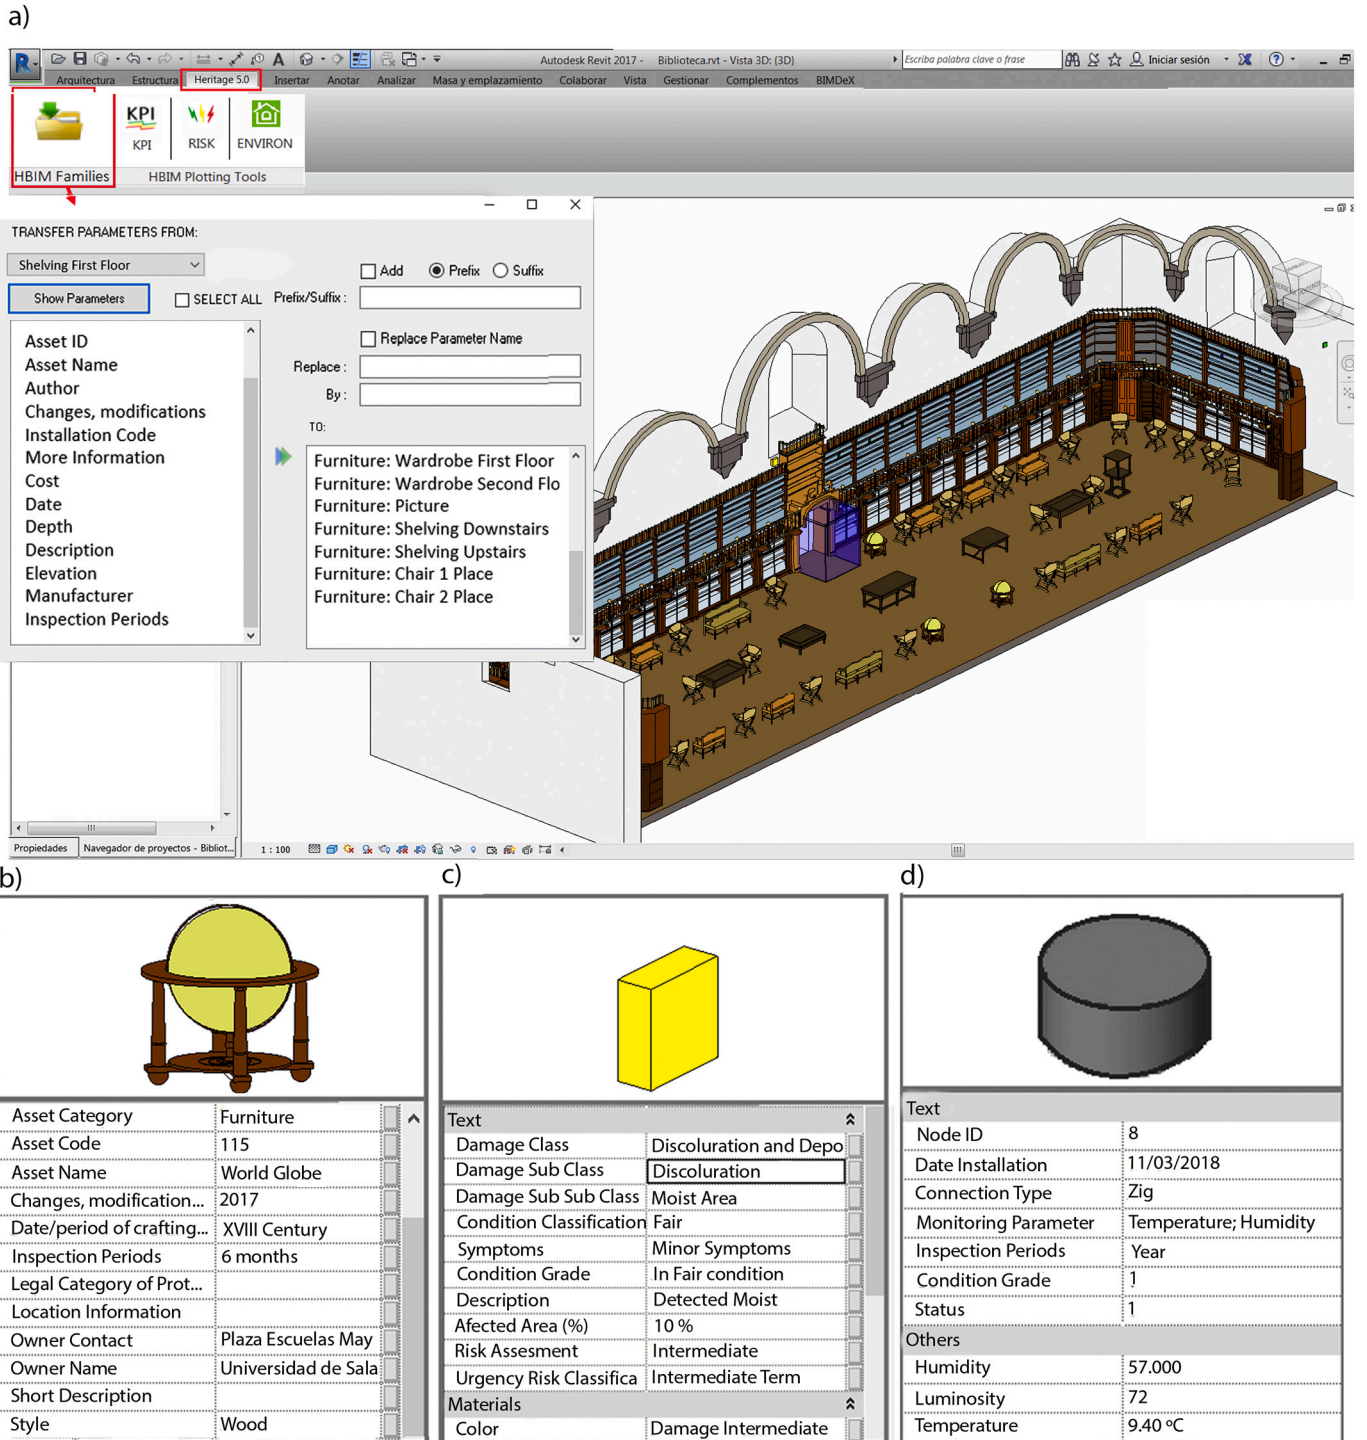 a)
Autodesk Revit 2017 - Biblioteca.rvt - Vista 3D: {3D}
Escriba palabra clave o frase
Iniciar sesión
Arquitectura Estructura Heritage 5.0 Insertar Anotar Analizar Masa y emplazamiento Colaborar Vista Gestionar Complementos BIMDeX
KPI
KPI RISK ENVIRON
HBIM Families HBIM Plotting Tools
TRANSFER PARAMETERS FROM:
Shelving First Floor
Add Prefix Suffix
Show Parameters SELECT ALL Prefix/Suffix :
Replace Parameter Name
Replace :
By :
TO:
Asset ID
Asset Name
Author
Changes, modifications
Installation Code
More Information
Cost
Date
Depth
Description
Elevation
Manufacturer
Inspection Periods
Furniture: Wardrobe First Floor
Furniture: Wardrobe Second Flo
Furniture: Picture
Furniture: Shelving Downstairs
Furniture: Shelving Upstairs
Furniture: Chair 1 Place
Furniture: Chair 2 Place
Propiedades Navegador de proyectos - Bibliot...
1 : 100
b)
Asset Category Furniture
Asset Code 115
Asset Name World Globe
Changes, modification... 2017
Date/period of crafting... XVIII Century
Inspection Periods 6 months
Legal Category of Prot...
Location Information
Owner Contact Plaza Escuelas May
Owner Name Universidad de Sala
Short Description
Style Wood
c)
Text
Damage Class Discoluration and Depo
Damage Sub Class Discoluration
Damage Sub Sub Class Moist Area
Condition Classification Fair
Symptoms Minor Symptoms
Condition Grade In Fair condition
Description Detected Moist
Afected Area (%) 10 %
Risk Assesment Intermediate
Urgency Risk Classifica Intermediate Term
Materials
Color Damage Intermediate
d)
Text
Node ID 8
Date Installation 11/03/2018
Connection Type Zig
Monitoring Parameter Temperature; Humidity
Inspection Periods Year
Condition Grade 1
Status 1
Others
Humidity 57.000
Luminosity 72
Temperature 9.40 ºC